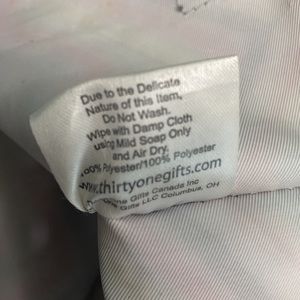 Due to the Delicate
Nature of this Item,
Do Not Wash.
Wipe with Damp Cloth
using Mild Soap Only
and Air Dry.
100% Polyester/100% Polyester
www.thirtyonegifts.com
Gifts Canada Inc
Gifts LLC Columbus, OH